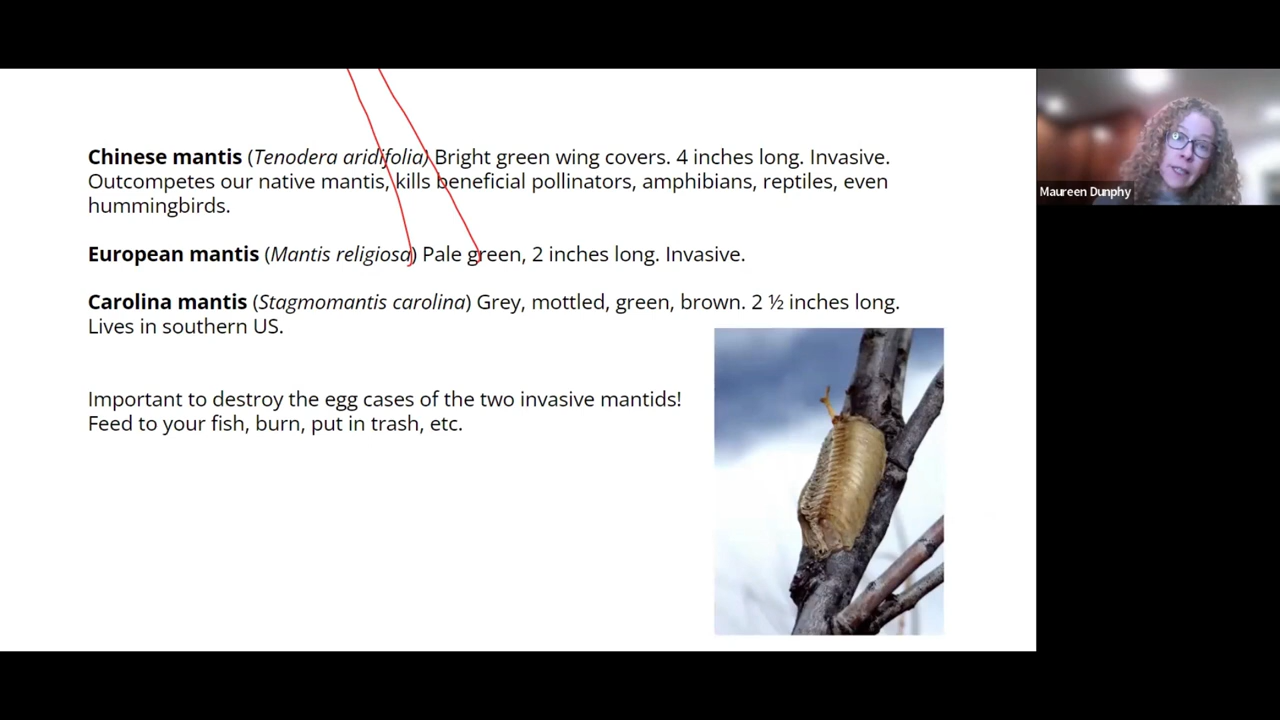 Chinese mantis (Tenodera aridifolia) Bright green wing covers. 4 inches long. Invasive.
Outcompetes our native mantis, kills beneficial pollinators, amphibians, reptiles, even
hummingbirds.
European mantis (Mantis religiosa) Pale green, 2 inches long. Invasive.
Carolina mantis (Stagmomantis carolina) Grey, mottled, green, brown. 2 ½ inches long.
Lives in southern US.
Important to destroy the egg cases of the two invasive mantids!
Feed to your fish, burn, put in trash, etc.
Maureen Dunphy